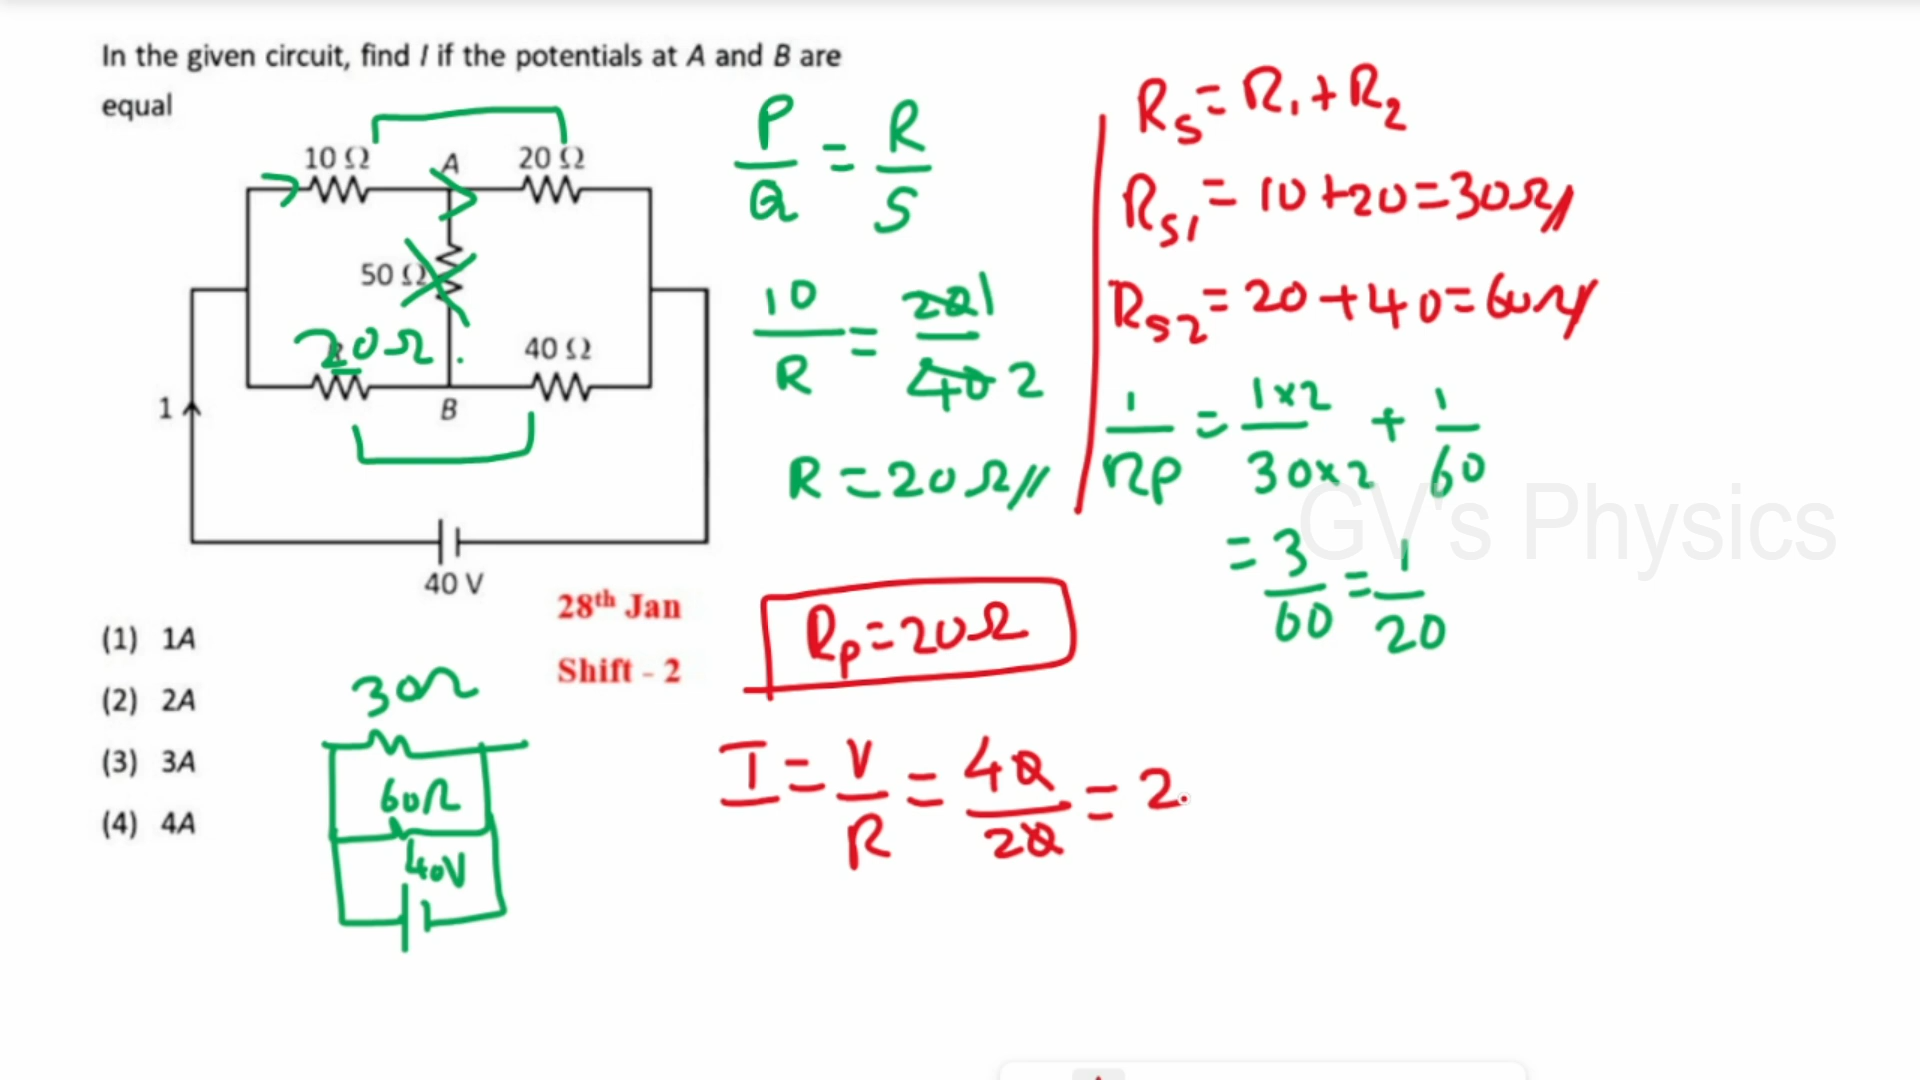 In the given circuit, find I if the potentials at A and B are
equal
10 Ω
A
20 Ω
50 Ω
20Ω
R
40 Ω
1
B
40 V
28th Jan
Shift - 2
(1) 1A
(2) 2A
(3) 3A
(4) 4A
30Ω
60Ω
40V
P/Q = R/S
10/R = 20 1/40 2
R = 20Ω//
Rs = R1 + R2
Rs1 = 10 + 20 = 30Ω//
Rs2 = 20 + 40 = 60Ω//
1/Rp = 1×2/30×2 + 1/60
= 3/60 = 1/20
Rp = 20Ω
I = V/R = 40/20 = 2
GV's Physics